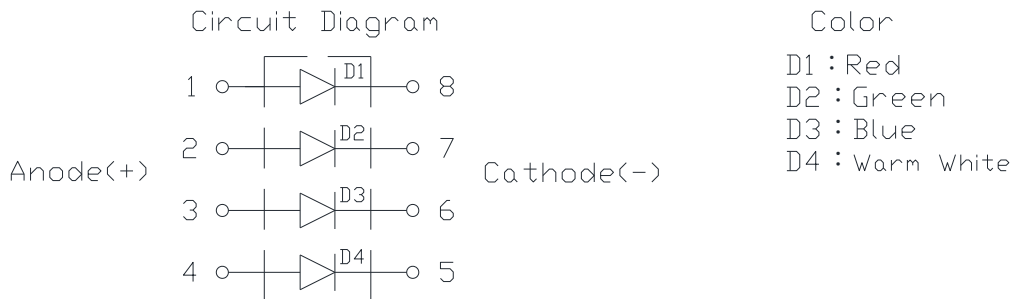 Circuit Diagram
1 D1 8
2 D2 7
Anode(+) Cathode(-)
3 D3 6
4 D4 5
Color
D1 : Red
D2 : Green
D3 : Blue
D4 : Warm White